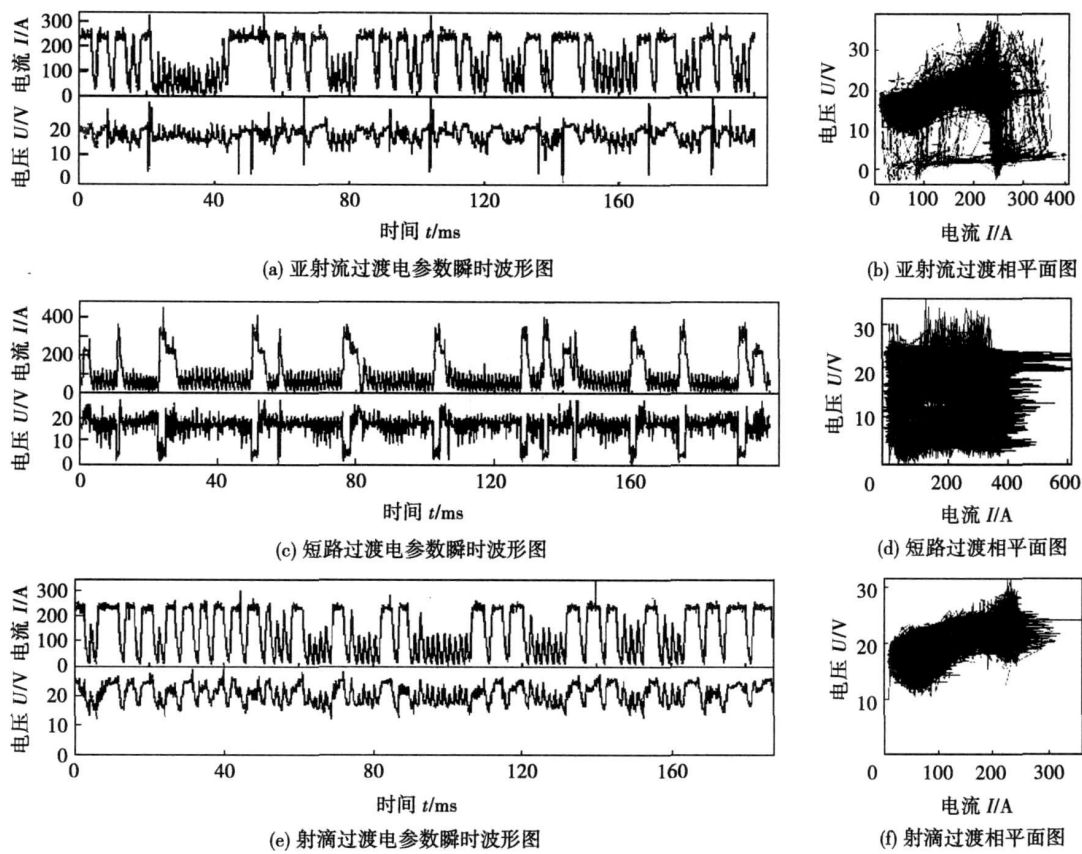 电流 I/A
300
200
100
0
电压 U/V
20
10
0
0
40
80
120
160
时间 t/ms
(a) 亚射流过渡电参数瞬时波形图
电压 U/V
30
20
10
0
0
100
200
300
400
电流 I/A
(b) 亚射流过渡相平面图
电流 I/A
400
200
0
电压 U/V
20
10
0
0
40
80
120
160
时间 t/ms
(c) 短路过渡电参数瞬时波形图
电压 U/V
30
20
10
0
200
400
600
电流 I/A
(d) 短路过渡相平面图
电流 I/A
300
200
100
0
电压 U/V
20
10
0
0
40
80
120
160
时间 t/ms
(e) 射滴过渡电参数瞬时波形图
电压 U/V
30
20
10
0
100
200
300
电流 I/A
(f) 射滴过渡相平面图